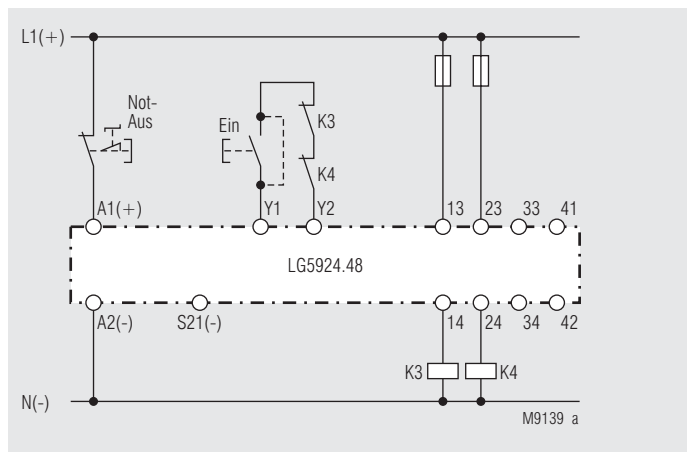 L1(+)
Not-
Aus
Ein
K3
K4
A1(+)
Y1
Y2
13
23
33
41
LG5924.48
A2(-)
S21(-)
14
24
34
42
K3
K4
N(-)
M9139 a